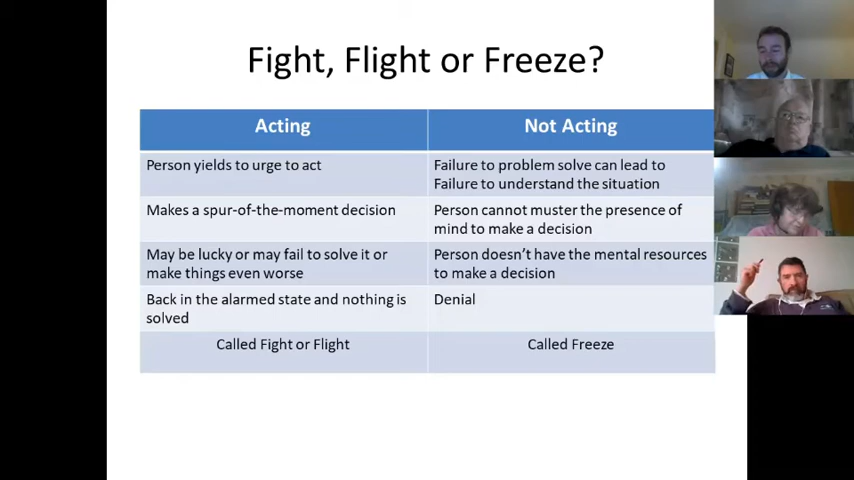 Fight, Flight or Freeze?
Acting
Not Acting
Person yields to urge to act
Failure to problem solve can lead to
Failure to understand the situation
Makes a spur-of-the-moment decision
Person cannot muster the presence of
mind to make a decision
May be lucky or may fail to solve it or
make things even worse
Person doesn't have the mental resources
to make a decision
Back in the alarmed state and nothing is
solved
Denial
Called Fight or Flight
Called Freeze